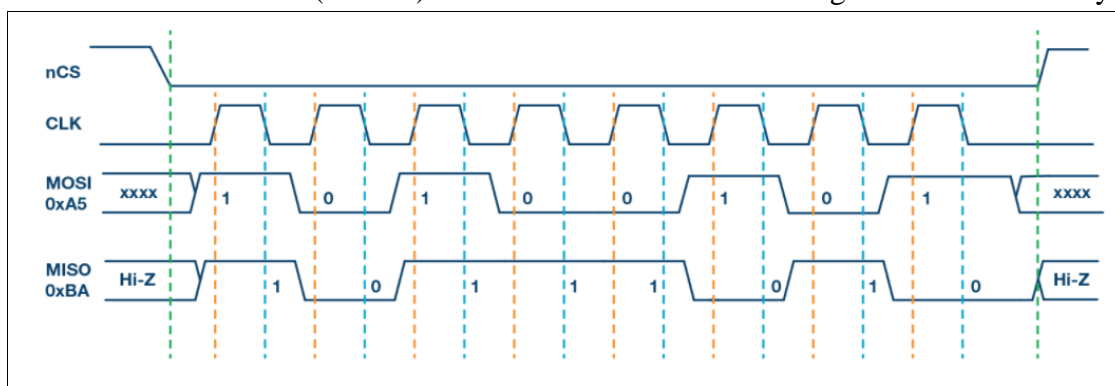 nCS
CLK
MOSI
0xA5
xxxx 1 0 1 0 0 1 0 1 xxxx
MISO
0xBA
Hi-Z 1 0 1 1 1 0 1 0 Hi-Z